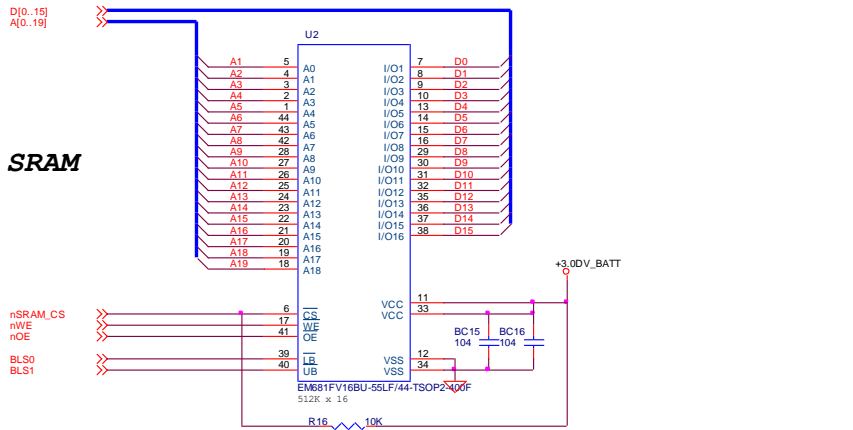 D[0..15]
A[0..19]
U2
A1 5 A0 I/O1 7 D0
A2 4 A1 I/O2 8 D1
A3 3 A2 I/O3 9 D2
A4 2 A3 I/O4 10 D3
A5 1 A4 I/O5 13 D4
A6 44 A5 I/O6 14 D5
A7 43 A6 I/O7 15 D6
A8 42 A7 I/O8 16 D7
A9 28 A8 I/O9 29 D8
A10 27 A9 I/O10 30 D9
A11 26 A10 I/O11 31 D10
A12 25 A11 I/O12 32 D11
A13 24 A12 I/O13 35 D12
A14 23 A13 I/O14 36 D13
A15 22 A14 I/O15 37 D14
A16 21 A15 I/O16 38 D15
A17 20 A16
A18 19 A17
A19 18 A18
SRAM
+3.0DV_BATT
nSRAM_CS 6 CS VCC 11
nWE 17 WE VCC 33
nOE 41 OE
BC15 104
BC16 104
BLS0 39 LB VSS 12
BLS1 40 UB VSS 34
EM681FV16BU-55LF/44-TSOP2-400F
512K x 16
R16 10K